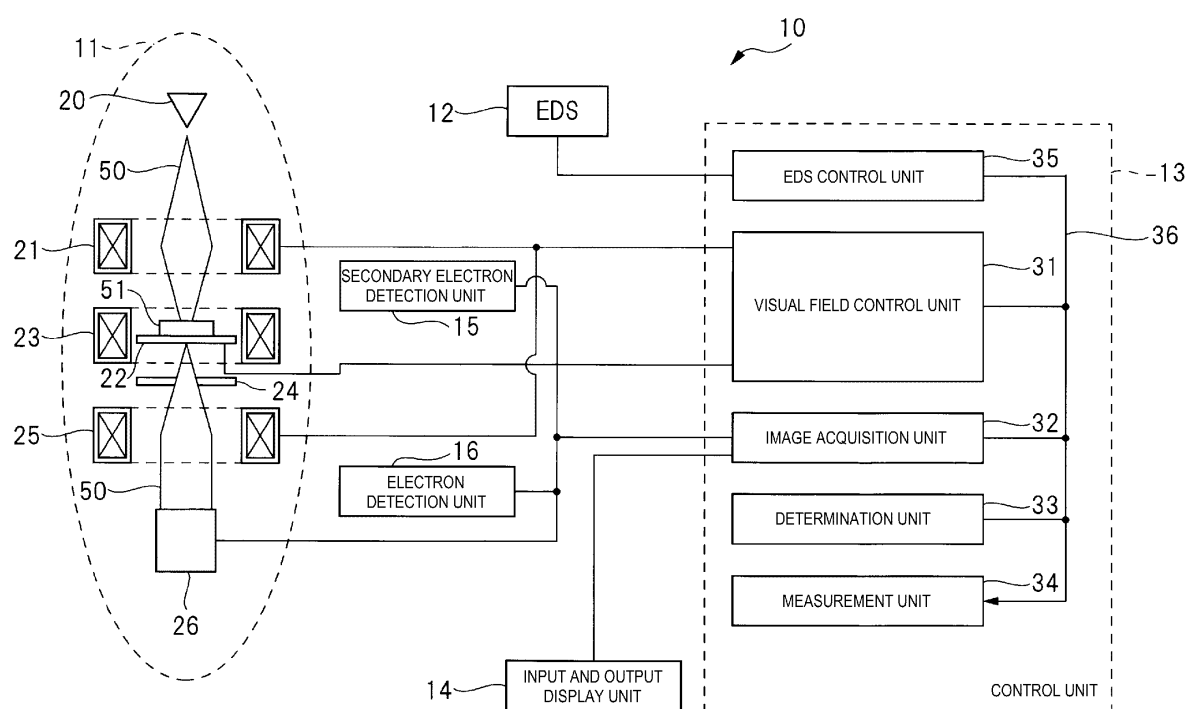 10
11
20
50
12
EDS
EDS CONTROL UNIT
35
13
36
21
SECONDARY ELECTRON
DETECTION UNIT
15
VISUAL FIELD CONTROL UNIT
31
51
23
22
24
25
16
ELECTRON
DETECTION UNIT
IMAGE ACQUISITION UNIT
32
50
DETERMINATION UNIT
33
26
MEASUREMENT UNIT
34
14
INPUT AND OUTPUT
DISPLAY UNIT
CONTROL UNIT